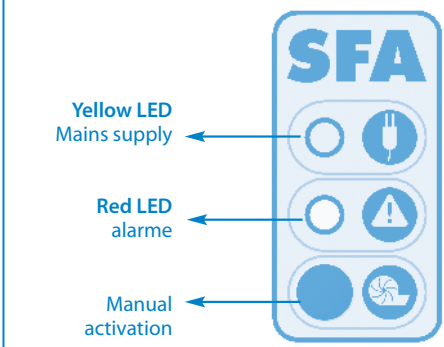 SFA
Yellow LED
Mains supply
Red LED
alarme
Manual
activation